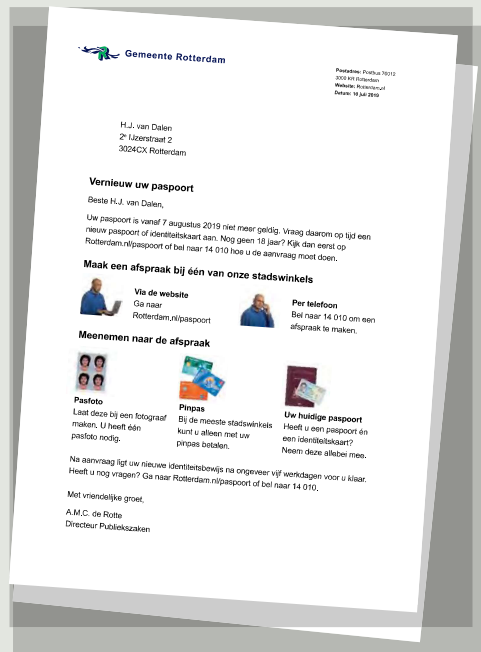 Gemeente Rotterdam
Postadres: Postbus 70012
3000 KR Rotterdam
Website: Rotterdam.nl
Datum: 10 juli 2019
H.J. van Dalen
2e IJzerstraat 2
3024CX Rotterdam
Vernieuw uw paspoort
Beste H.J. van Dalen,
Uw paspoort is vanaf 7 augustus 2019 niet meer geldig. Vraag daarom op tijd een
nieuw paspoort of identiteitskaart aan. Nog geen 18 jaar? Kijk dan eerst op
Rotterdam.nl/paspoort of bel naar 14 010 hoe u de aanvraag moet doen.
Maak een afspraak bij één van onze stadswinkels
Via de website
Ga naar
Rotterdam.nl/paspoort
Per telefoon
Bel naar 14 010 om een
afspraak te maken.
Meenemen naar de afspraak
Pasfoto
Laat deze bij een fotograaf
maken. U heeft één
pasfoto nodig.
Pinpas
Bij de meeste stadswinkels
kunt u alleen met uw
pinpas betalen.
Uw huidige paspoort
Heeft u een paspoort én
een identiteitskaart?
Neem deze allebei mee.
Na aanvraag ligt uw nieuwe identiteitsbewijs na ongeveer vijf werkdagen voor u klaar.
Heeft u nog vragen? Ga naar Rotterdam.nl/paspoort of bel naar 14 010.
Met vriendelijke groet,
A.M.C. de Rotte
Directeur Publiekszaken